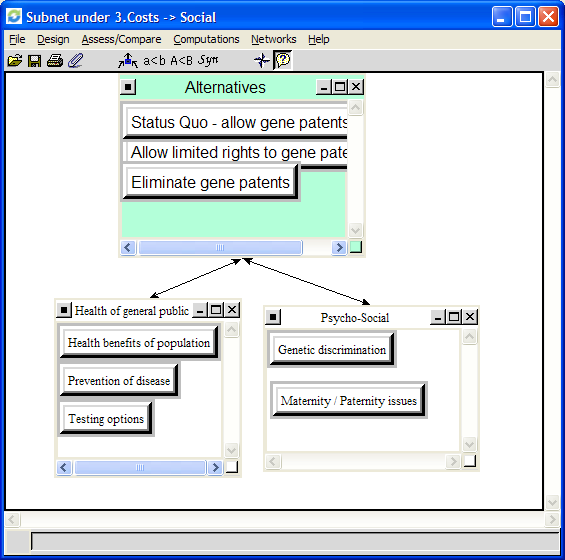 Subnet under 3.Costs -> Social
File Design Assess/Compare Computations Networks Help
a<b A<B Syn
?
Alternatives
Status Quo - allow gene patents
Allow limited rights to gene pate
Eliminate gene patents
Health of general public
Health benefits of population
Prevention of disease
Testing options
Psycho-Social
Genetic discrimination
Maternity / Paternity issues